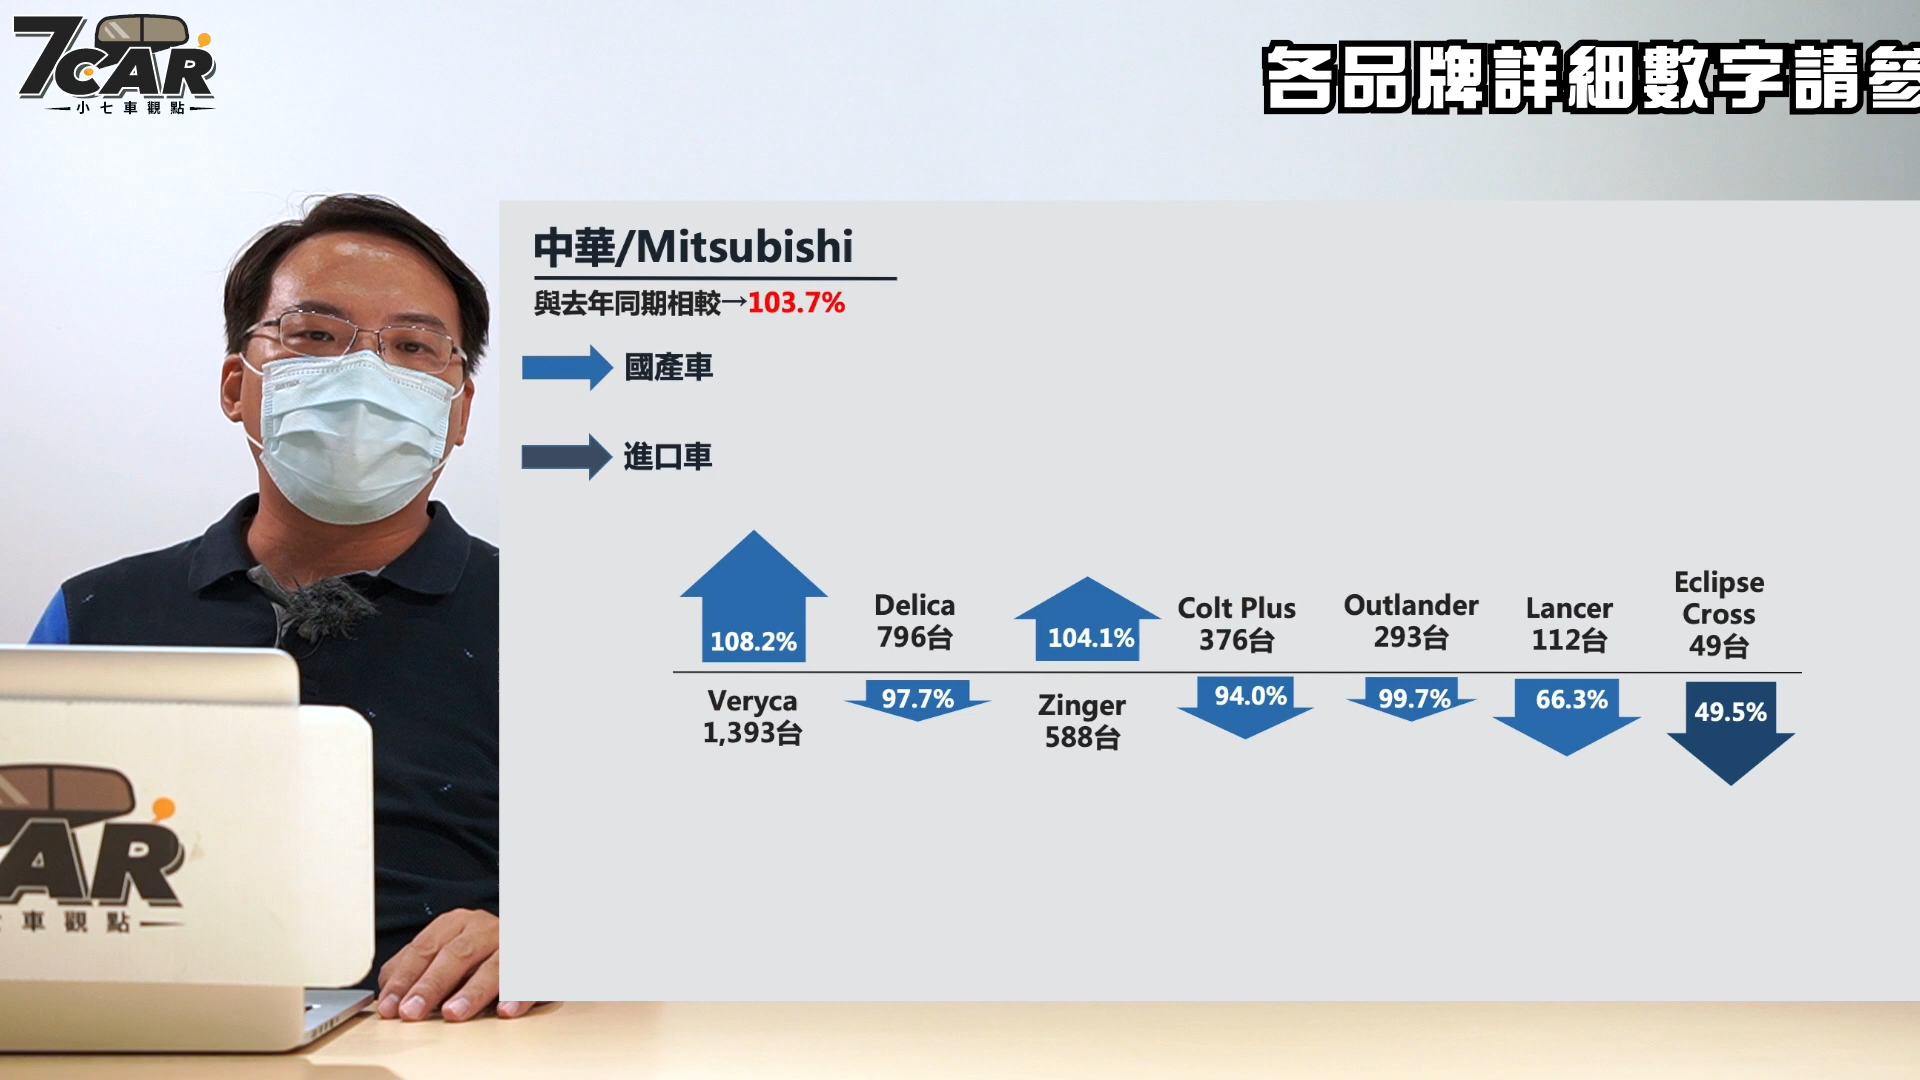 7CAR
小七車觀點
各品牌詳細數字請參
中華/Mitsubishi
與去年同期相較→103.7%
國產車
進口車
108.2%
Veryca
1,393台
Delica
796台
97.7%
104.1%
Zinger
588台
Colt Plus
376台
94.0%
Outlander
293台
99.7%
Lancer
112台
66.3%
Eclipse
Cross
49台
49.5%
AR
車觀點